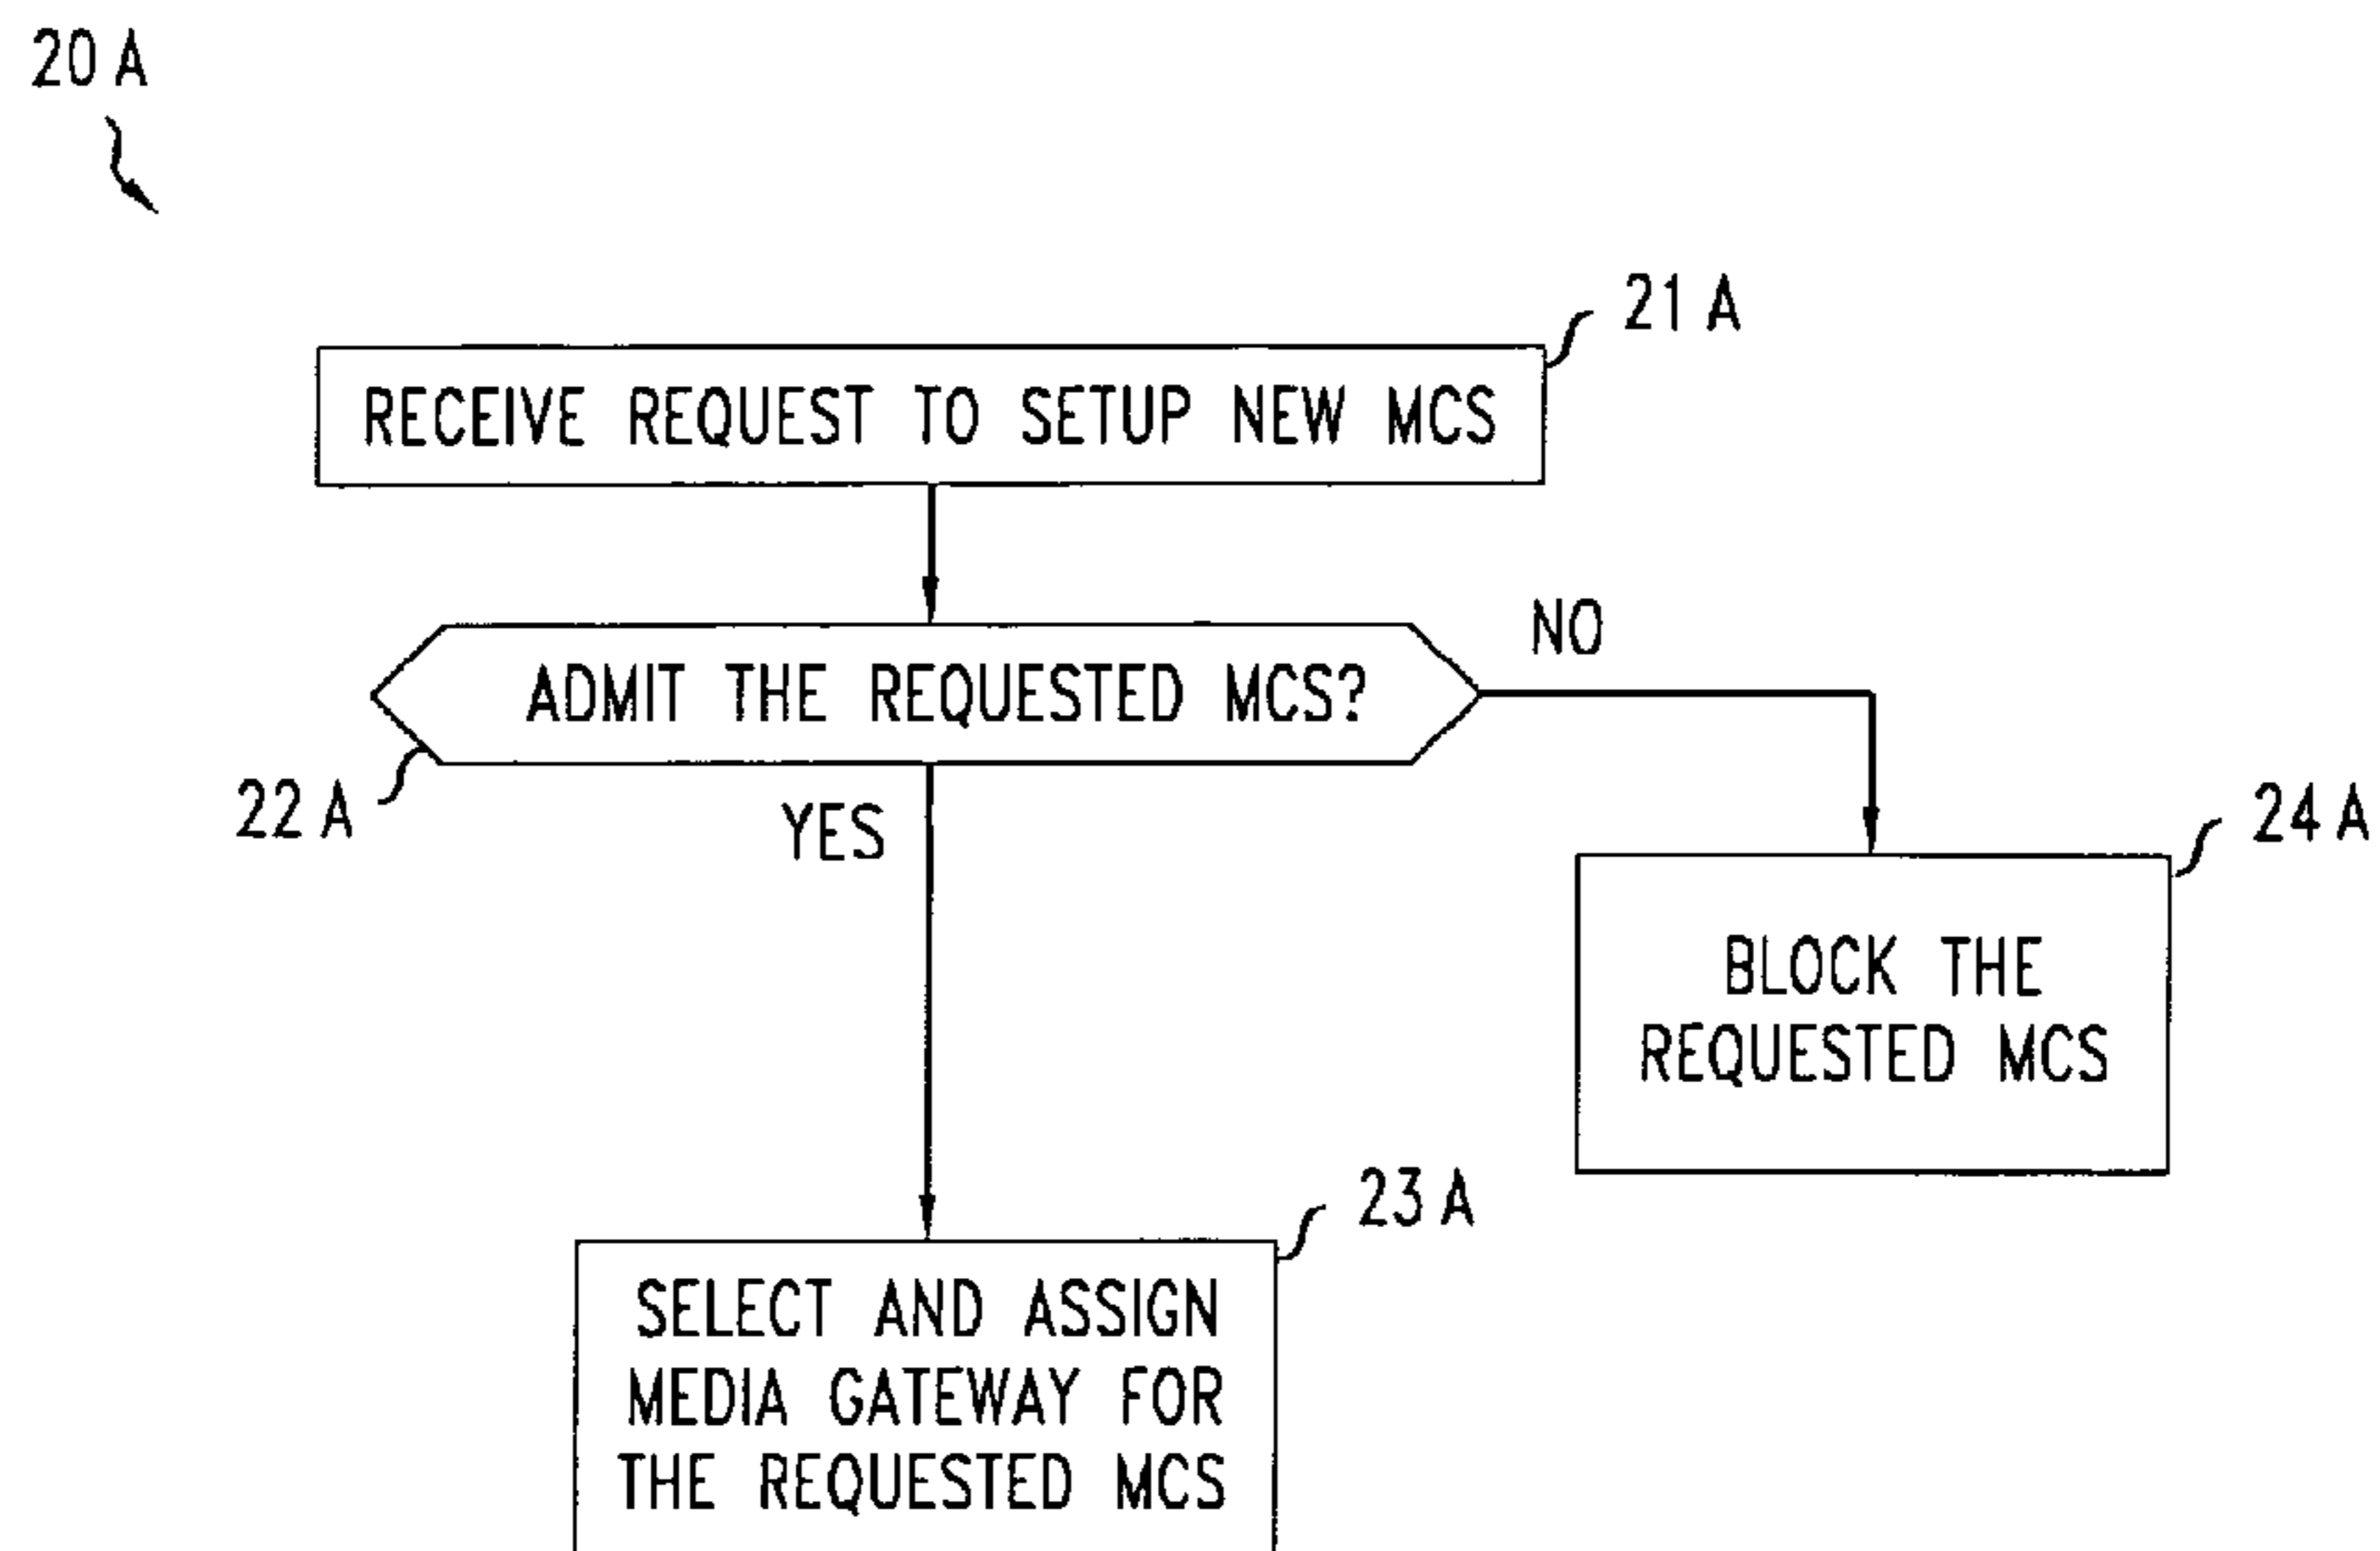 20 A
21 A
RECEIVE REQUEST TO SETUP NEW MCS
NO
ADMIT THE REQUESTED MCS?
22 A
YES
24 A
BLOCK THE
REQUESTED MCS
23 A
SELECT AND ASSIGN
MEDIA GATEWAY FOR
THE REQUESTED MCS